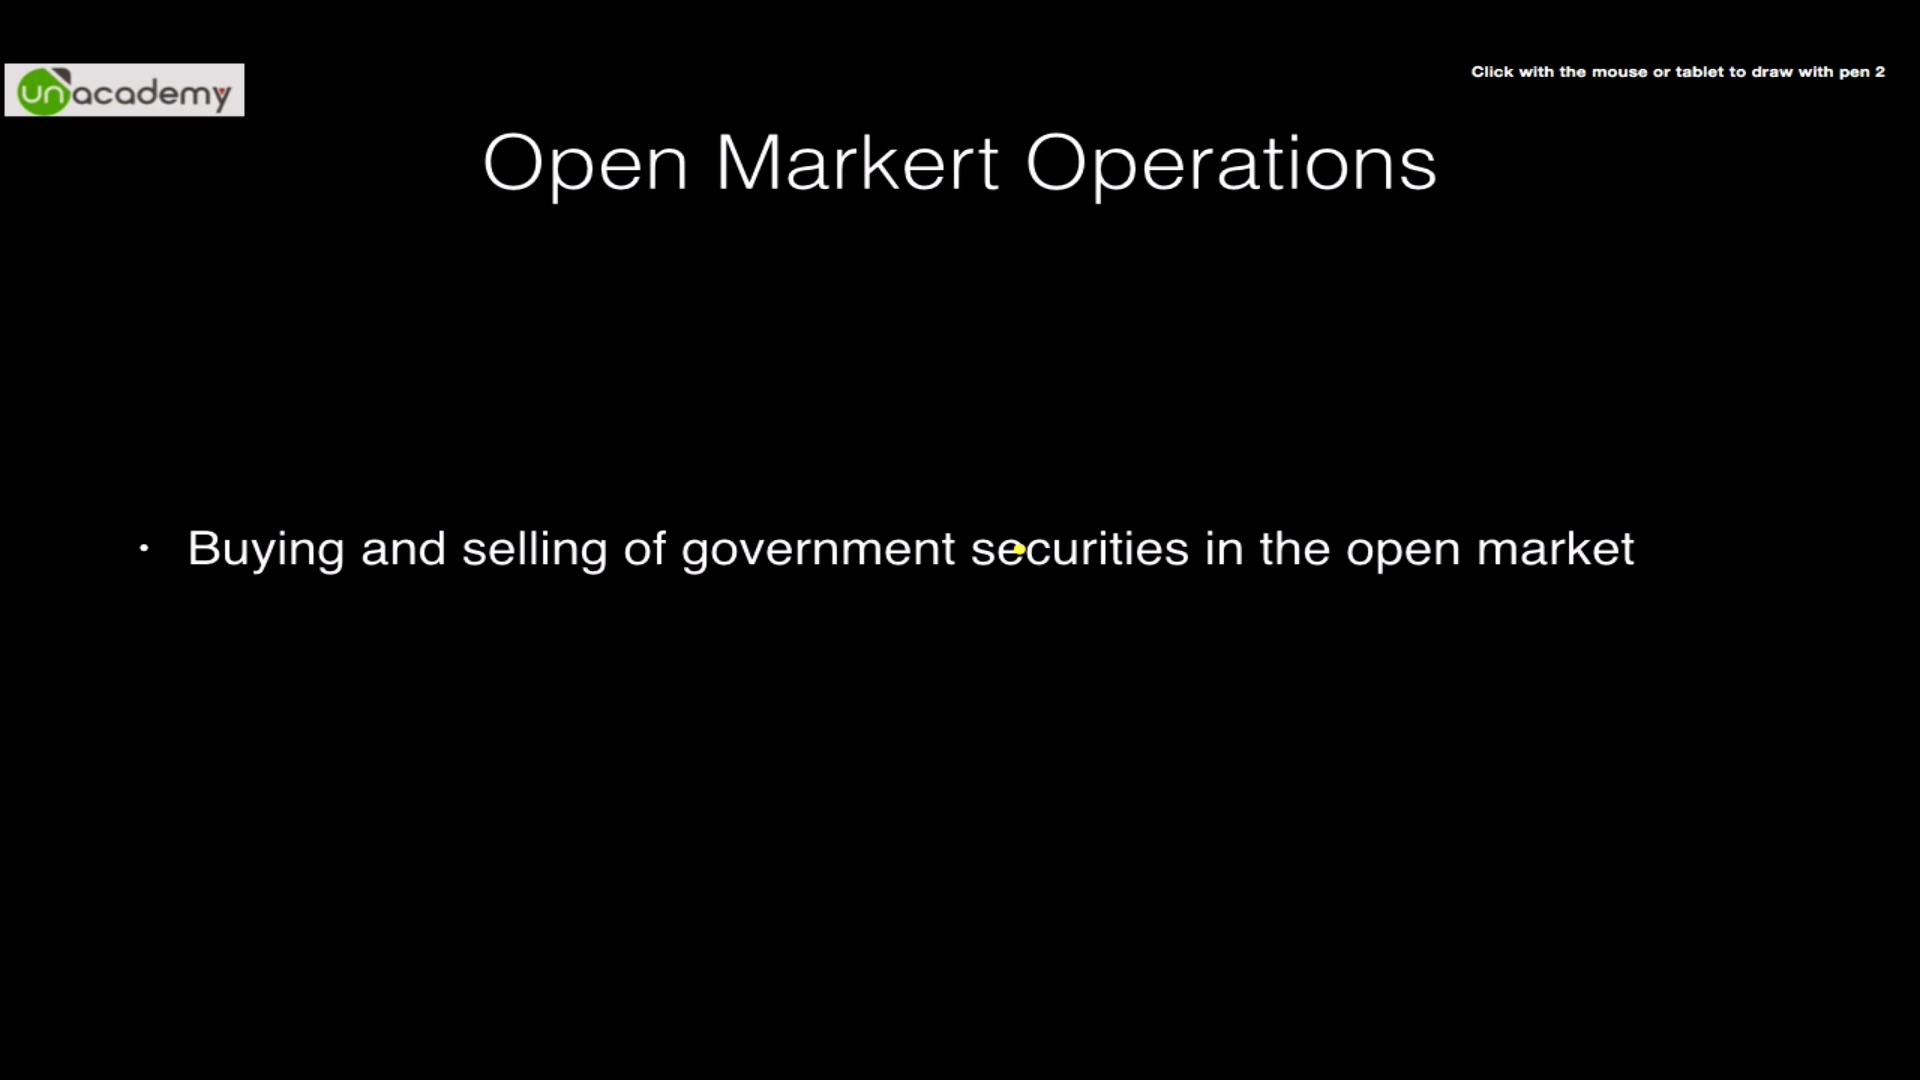 unacademy
Click with the mouse or tablet to draw with pen 2
Open Markert Operations
• Buying and selling of government securities in the open market